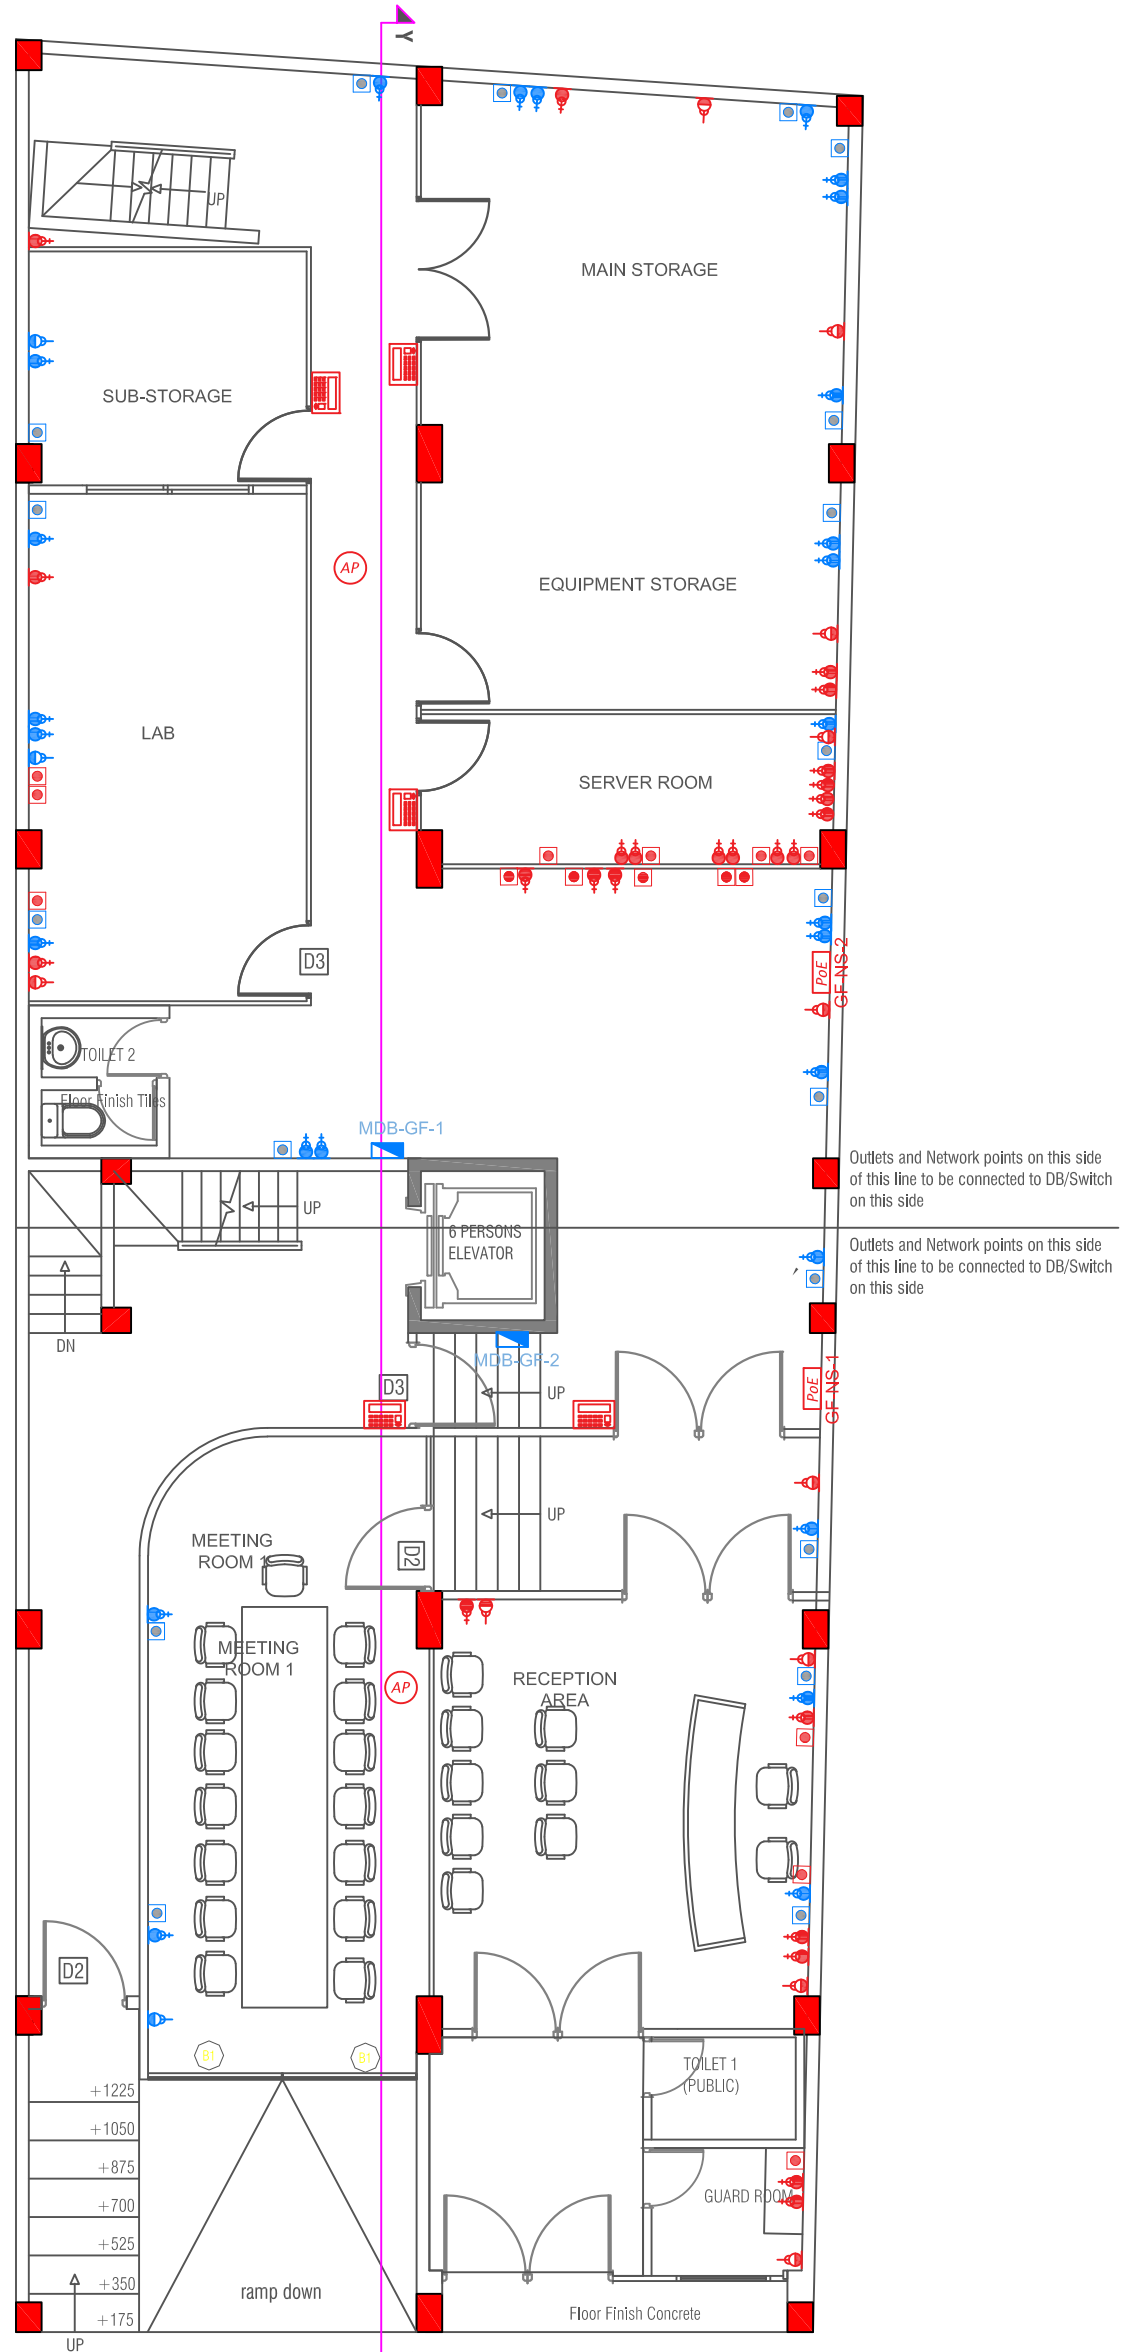 Y
UP
MAIN STORAGE
SUB-STORAGE
AP
EQUIPMENT STORAGE
LAB
SERVER ROOM
D3
PoE
GF-NS-2
TOILET 2
Floor Finish Tiles
MDB-GF-1
Outlets and Network points on this side
of this line to be connected to DB/Switch
on this side
UP
6 PERSONS
ELEVATOR
Outlets and Network points on this side
of this line to be connected to DB/Switch
on this side
DN
MDB-GF-2
D3
UP
PoE
GF-NS-1
UP
MEETING
ROOM 1
D2
MEETING
ROOM 1
AP
RECEPTION
AREA
D2
B1
B1
TOILET 1
(PUBLIC)
+1225
+1050
+875
+700
GUARD ROOM
+525
+350
ramp down
+175
Floor Finish Concrete
UP